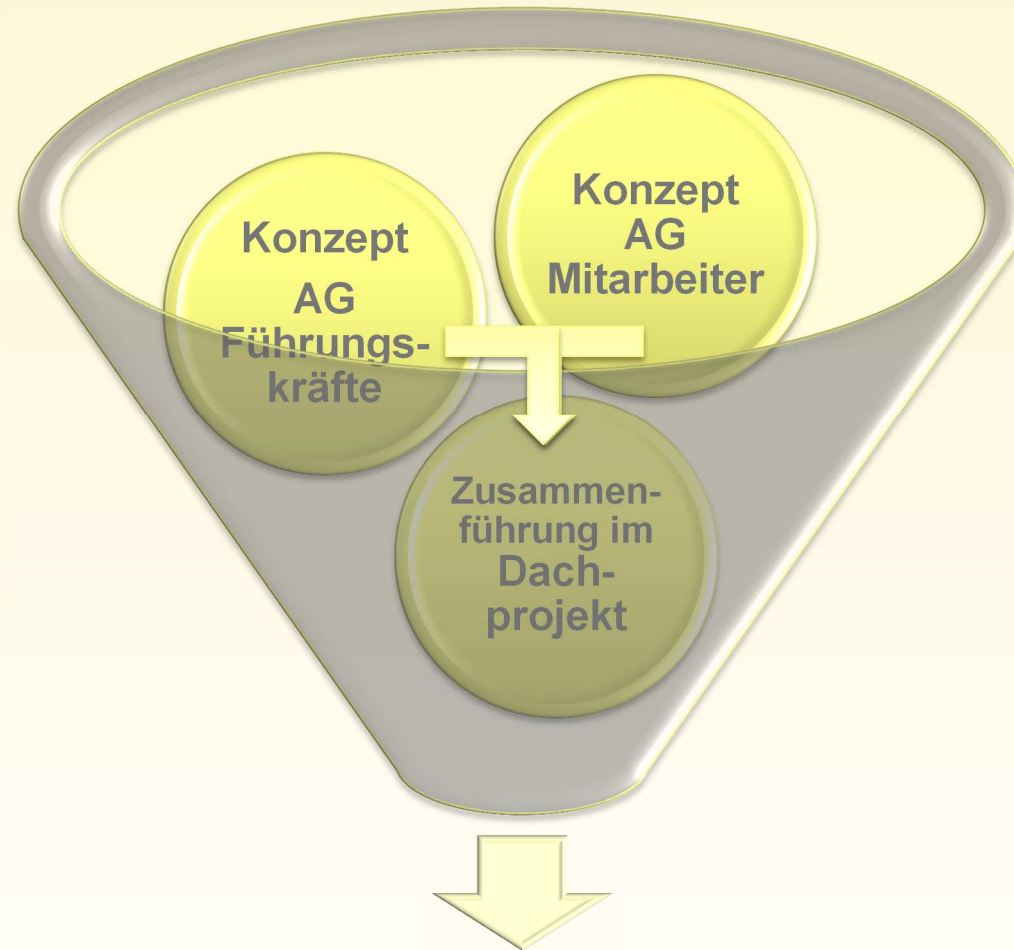 Konzept
AG
Führungs-
kräfte
Konzept
AG
Mitarbeiter
Zusammen-
führung im
Dach-
projekt